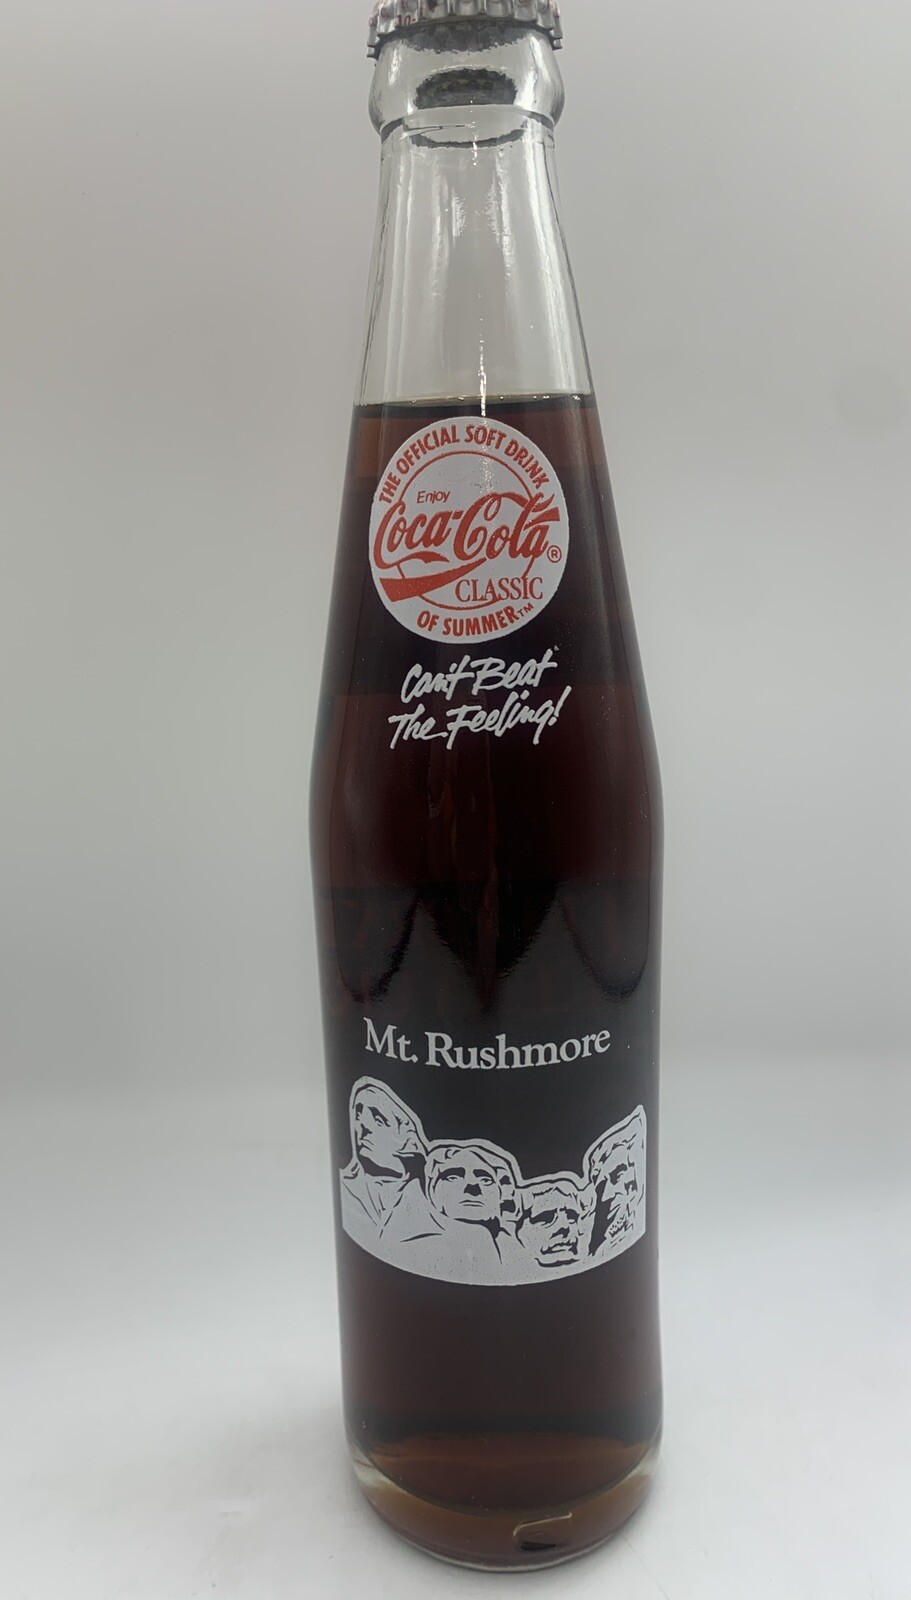 THE OFFICIAL SOFT DRINK
Enjoy
Coca-Cola®
CLASSIC
OF SUMMER™
Can't Beat
The Feeling!
Mt. Rushmore